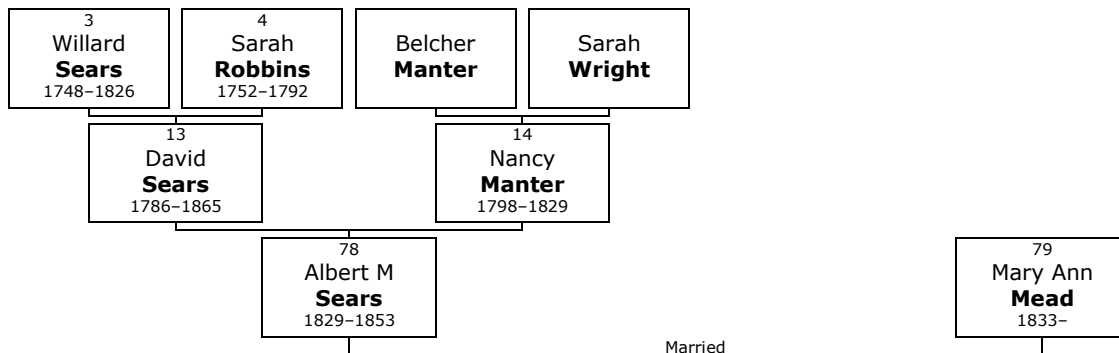 3
Willard
Sears
1748–1826
4
Sarah
Robbins
1752–1792
Belcher
Manter
Sarah
Wright
13
David
Sears
1786–1865
14
Nancy
Manter
1798–1829
78
Albert M
Sears
1829–1853
79
Mary Ann
Mead
1833–
Married